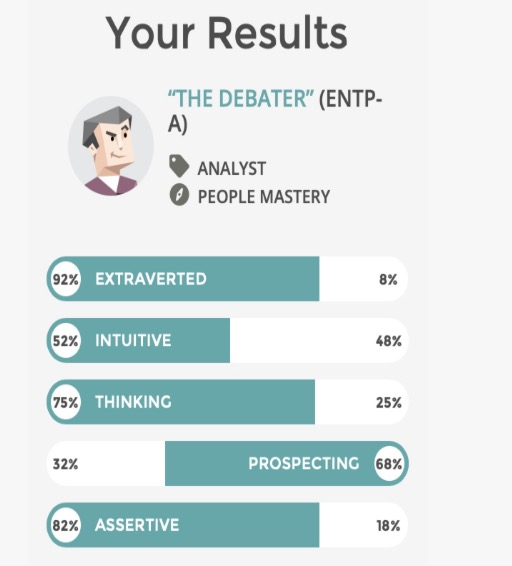 Your Results
“THE DEBATER” (ENTP-
A)
ANALYST
PEOPLE MASTERY
92% EXTRAVERTED 8%
52% INTUITIVE 48%
75% THINKING 25%
32% PROSPECTING 68%
82% ASSERTIVE 18%